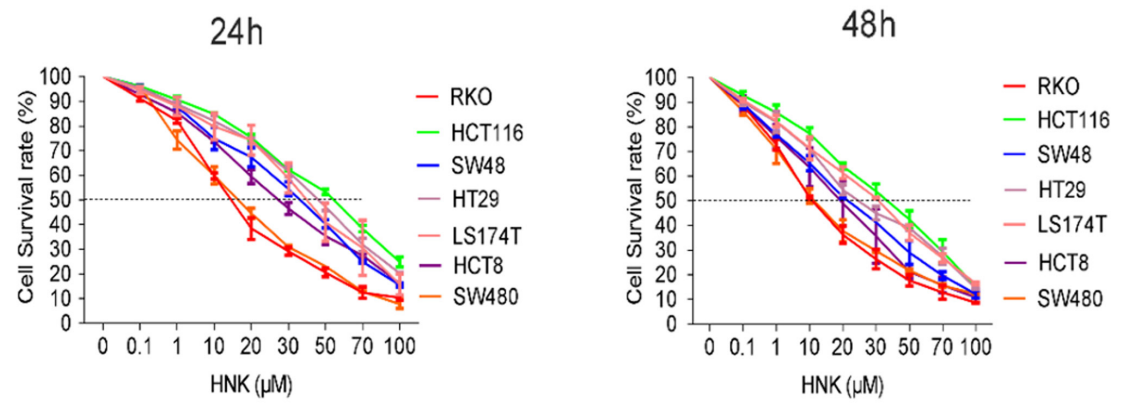 24h
Cell Survival rate (%)
100
90
80
70
60
50
40
30
20
10
0
0 0.1 1 10 20 30 50 70 100
HNK (µM)
RKO
HCT116
SW48
HT29
LS174T
HCT8
SW480
48h
Cell Survival rate (%)
100
90
80
70
60
50
40
30
20
10
0
0 0.1 1 10 20 30 50 70 100
HNK (µM)
RKO
HCT116
SW48
HT29
LS174T
HCT8
SW480